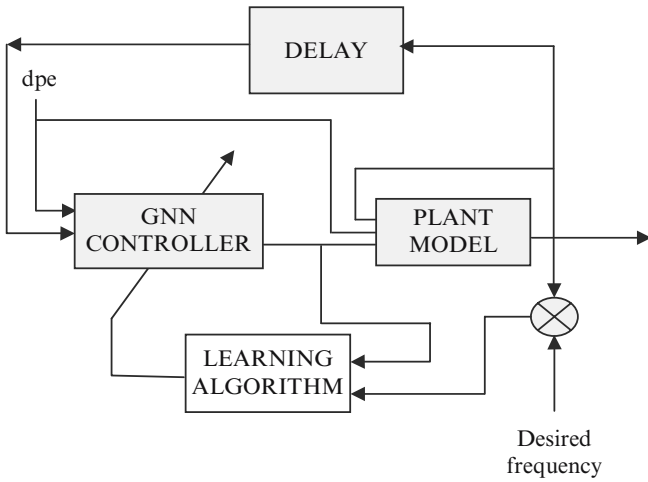 DELAY
dpe
GNN
CONTROLLER
PLANT
MODEL
LEARNING
ALGORITHM
Desired
frequency